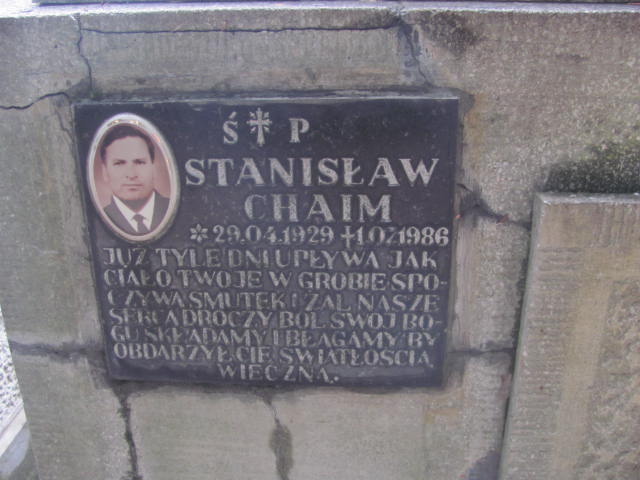 Ś P
STANISŁAW
CHAIM
29.04.1929 1.07.1986
JUŻ TYLE DNI UPŁYWA JAK
CIAŁO TWOJE W GROBIE SPO-
CZYWA SMUTEK I ŻAL NASZE
SERCA DROCZY BÓL SWÓJ BO-
GU SKŁADAMY I BŁAGAMY BY
OBDARZYŁ CIĘ ŚWIATŁOŚCIĄ
WIECZNĄ.